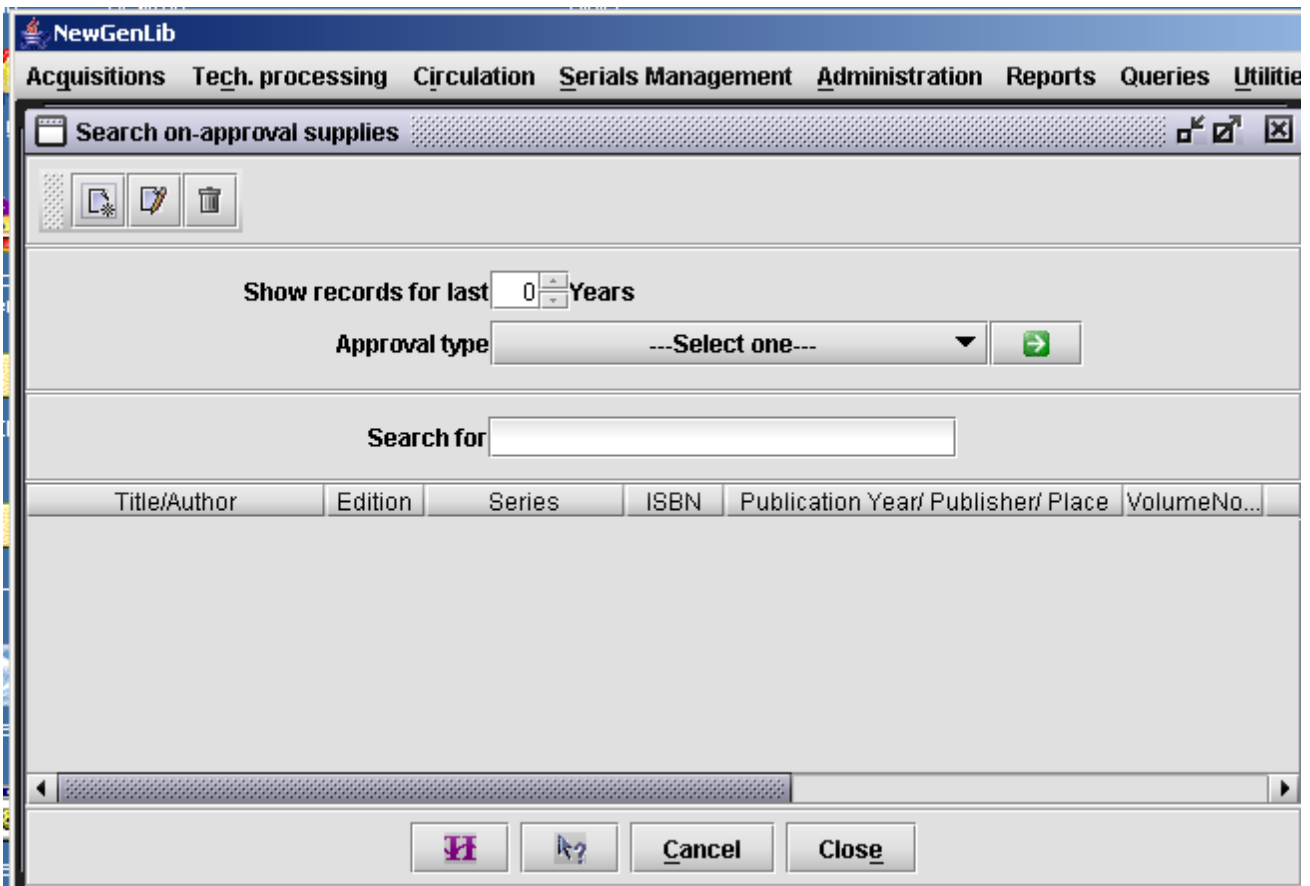 NewGenLib
Acquisitions Tech. processing Circulation Serials Management Administration Reports Queries Utilitie
Search on-approval supplies
Show records for last 0 Years
Approval type ---Select one---
Search for
Title/Author Edition Series ISBN Publication Year/ Publisher/ Place VolumeNo...
Cancel Close